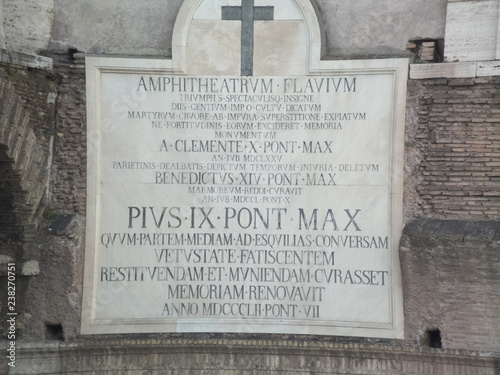 AMPHITHEATRVM · FLAVIVM
TRIVMPHIS · SPECTACVLISQ · INSIGNE
DIIS · GENTIVM · IMPIO · CVLTV · DICATVM
MARTYRVM · CRVORE · AB · IMPVRA · SVPERSTITIONE · EXPIATVM
NE · FORTITVDINIS · EORVM · EXCIDERET · MEMORIA
MONVMENTVM
A · CLEMENTE · X · PONT · MAX
AN · IVB · MDCLXXV
PARIETINIS · DEALBATIS · DEPICTVM · TEMPORVM · INIVRIA · DELETVM
BENEDICTVS · XIV · PONT · MAX
MARMOREVM · REDDI · CVRAVIT
AN · IVB · MDCCL · PONT · X
PIVS · IX · PONT · MAX
QVVM · PARTEM · MEDIAM · AD · ESQVILIAS · CONVERSAM
VETVSTATE · FATISCENTEM
RESTITVENDAM · ET · MVNIENDAM · CVRASSET
MEMORIAM · RENOVAVIT
ANNO MDCCCLII · PONT · VII
238270751